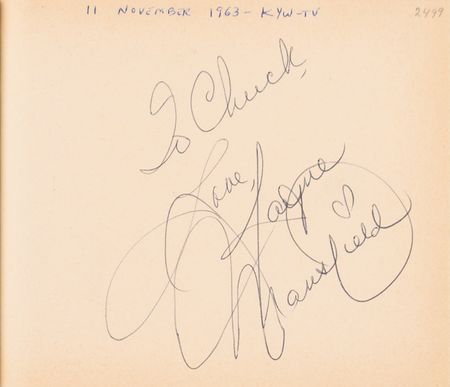 11 NOVEMBER 1963 - KYW-TV 2499
To Chuck,
Love,
Jayne
Mansfield